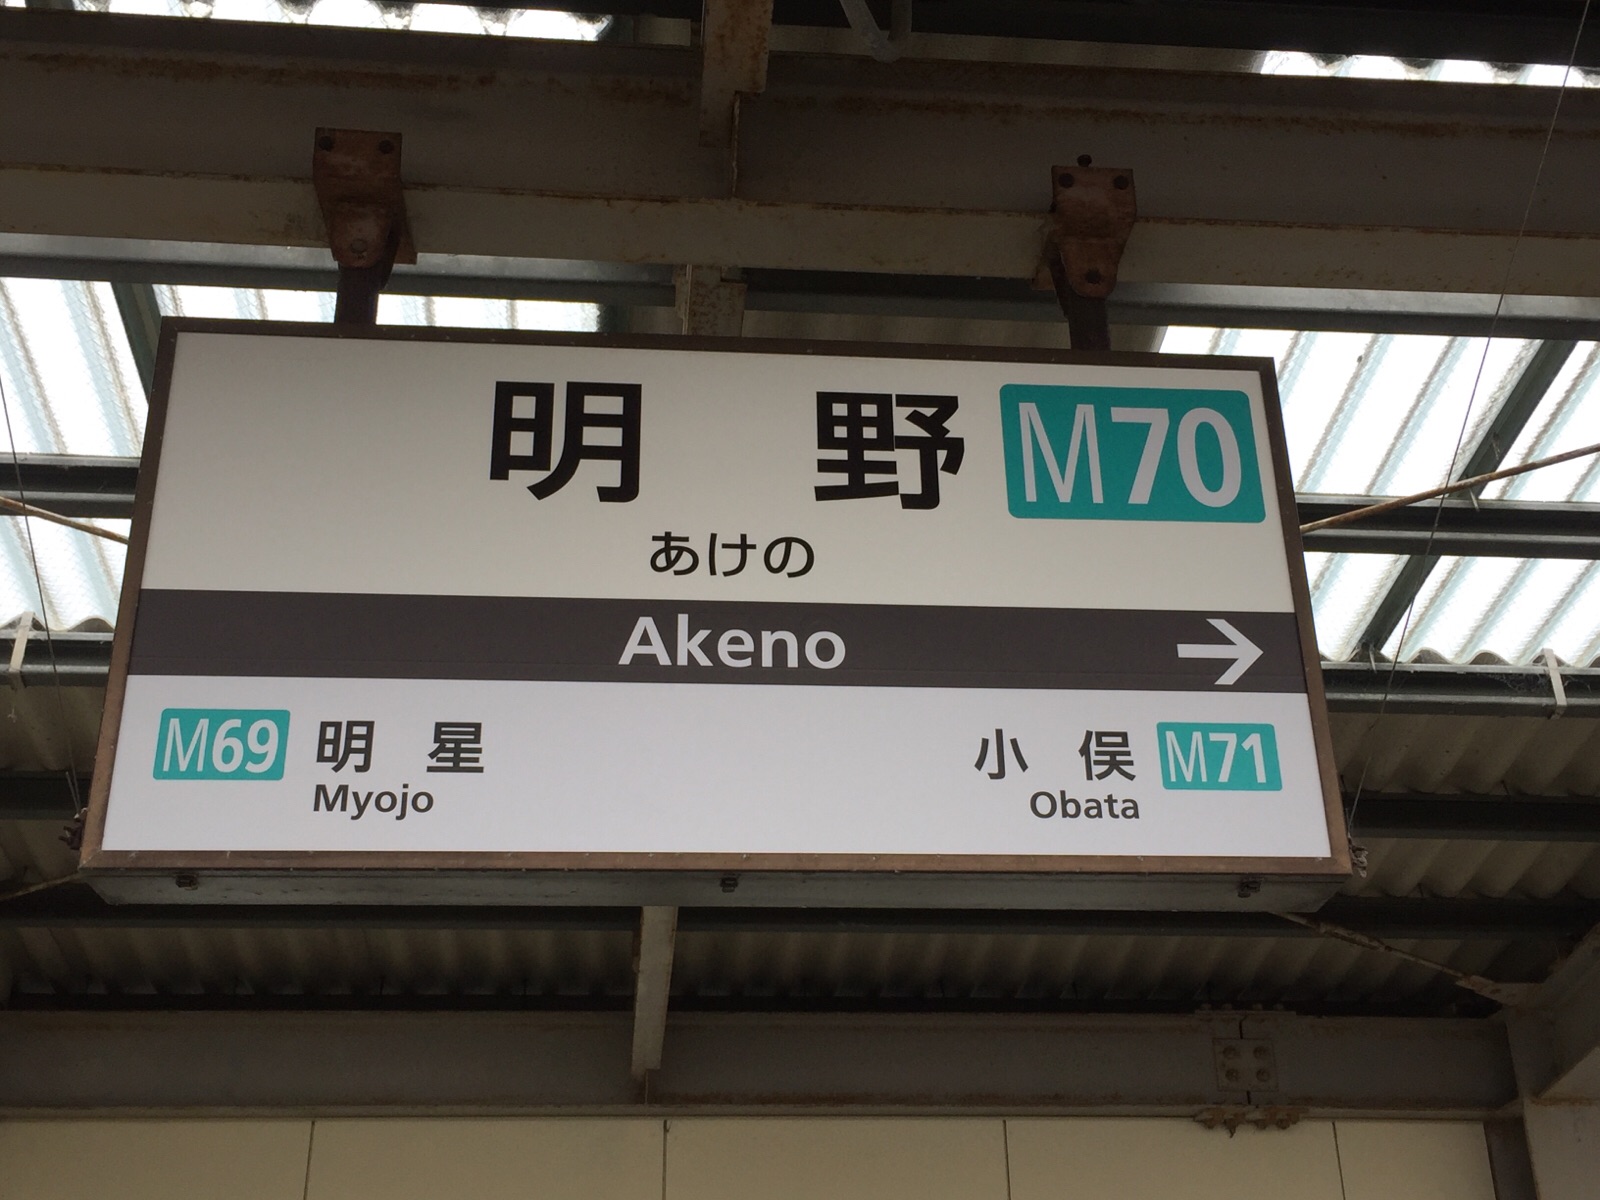 明 野 M70
あけの
Akeno →
M69 明 星 小 俣 M71
Myojo Obata